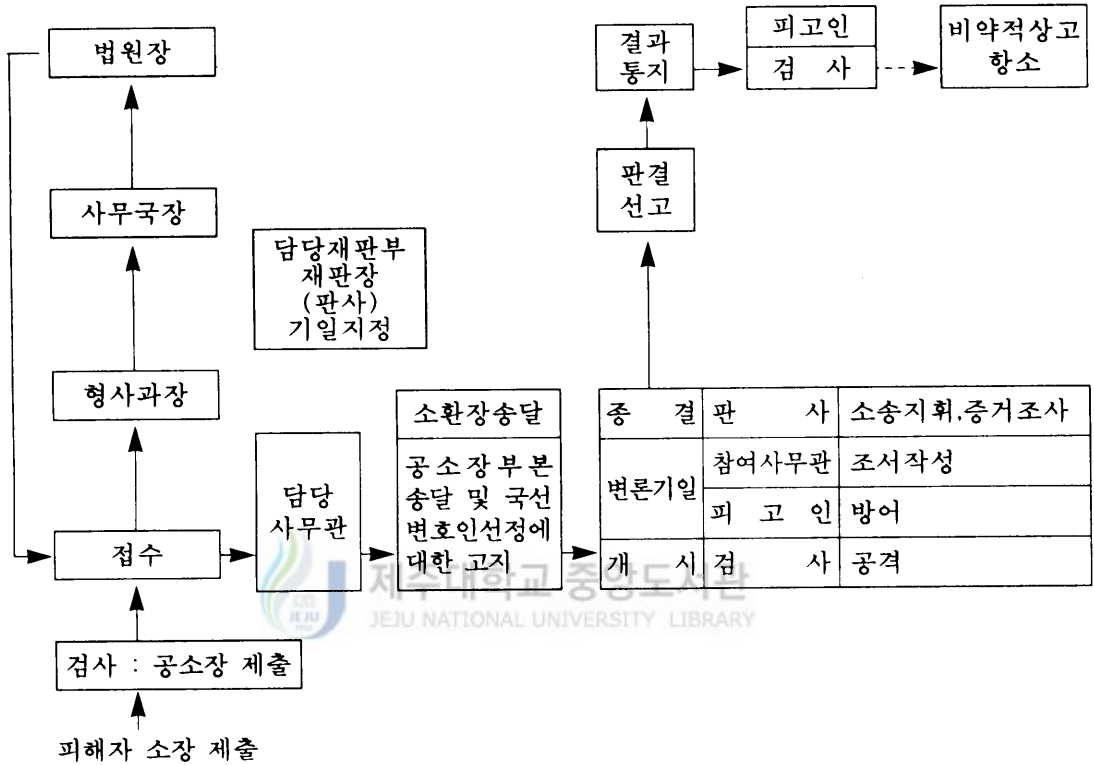 법원장
사무국장
형사과장
접수
검사 : 공소장 제출
피해자 소장 제출
담당재판부
재판장
(판사)
기일지정
담당
사무관
소환장송달
공소장부본
송달 및 국선
변호인선정에
대한 고지
결과
통지
피고인
검 사
비약적상고
항소
판결
선고
종 결 판 사 소송지휘,증거조사
변론기일 참여사무관 조서작성
피 고 인 방어
개 시 검 사 공격
제주대학교 중앙도서관
JEJU NATIONAL UNIVERSITY LIBRARY
JEJU
1952